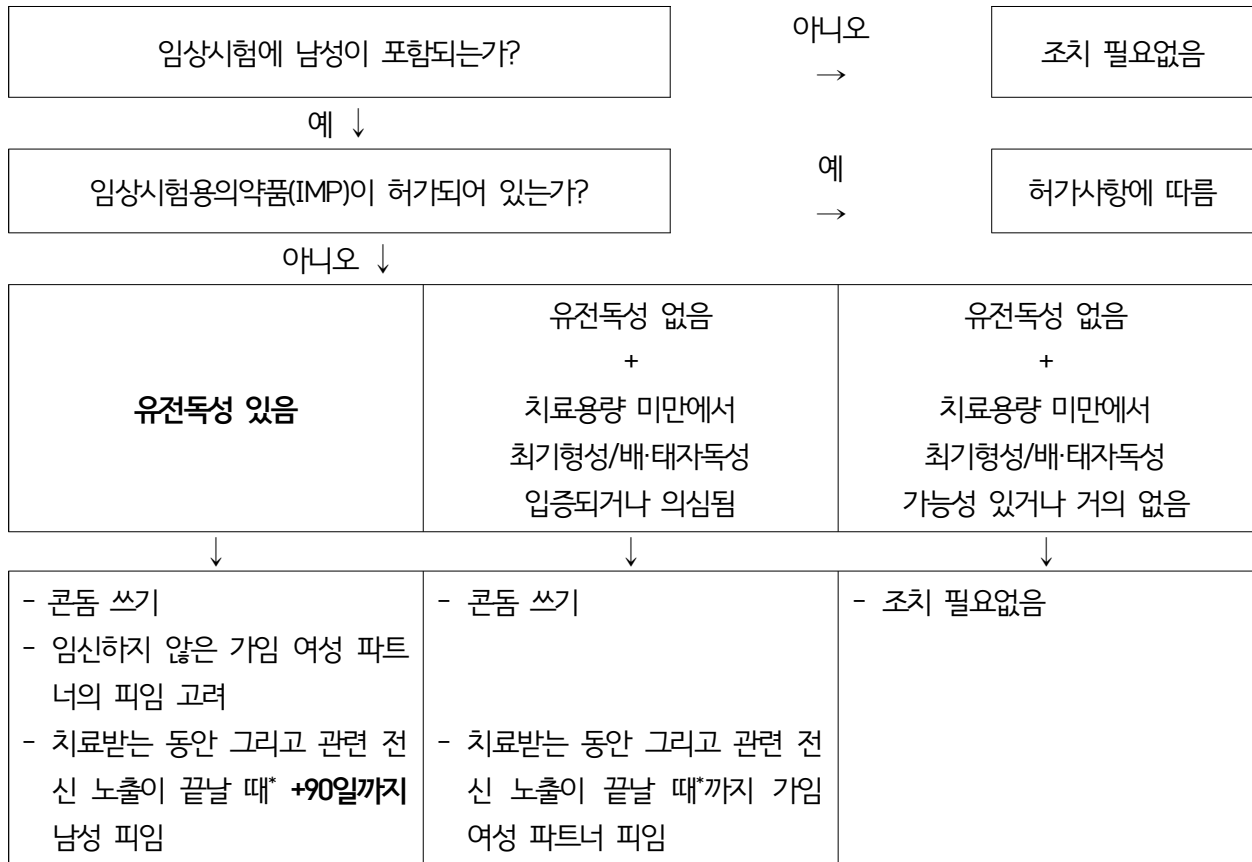 임상시험에 남성이 포함되는가?
아니오
→
조치 필요없음
예 ↓
임상시험용의약품(IMP)이 허가되어 있는가?
예
→
허가사항에 따름
아니오 ↓
유전독성 있음
유전독성 없음
+
치료용량 미만에서
최기형성/배·태자독성
입증되거나 의심됨
유전독성 없음
+
치료용량 미만에서
최기형성/배·태자독성
가능성 있거나 거의 없음
↓
↓
↓
- 콘돔 쓰기
- 임신하지 않은 가임 여성 파트
너의 피임 고려
- 치료받는 동안 그리고 관련 전
신 노출이 끝날 때* +90일까지
남성 피임
- 콘돔 쓰기
- 치료받는 동안 그리고 관련 전
신 노출이 끝날 때*까지 가임
여성 파트너 피임
- 조치 필요없음